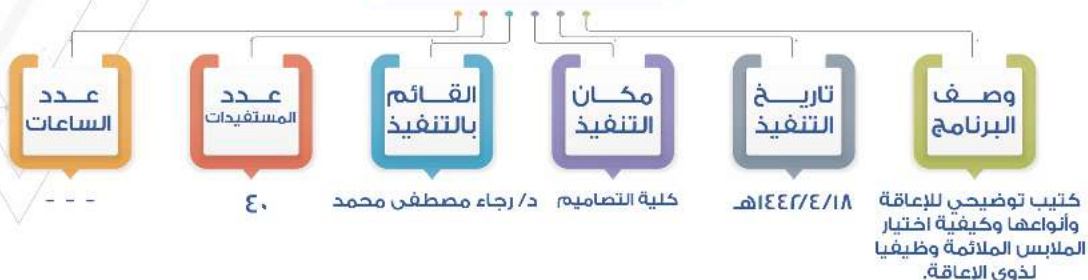 وصف
البرنامج
كتيب توضيحي للإعاقة
وأنواعها وكيفية اختيار
الملابس الملائمة وظيفيا
لذوي الإعاقة.
تاريخ
التنفيذ
١٤٤٢/٤/١٨هـ
مكان
التنفيذ
كلية التصاميم
القائم
بالتنفيذ
د/ رجاء مصطفى محمد
عدد
المستفيدات
٤٠
عدد
الساعات
- - -